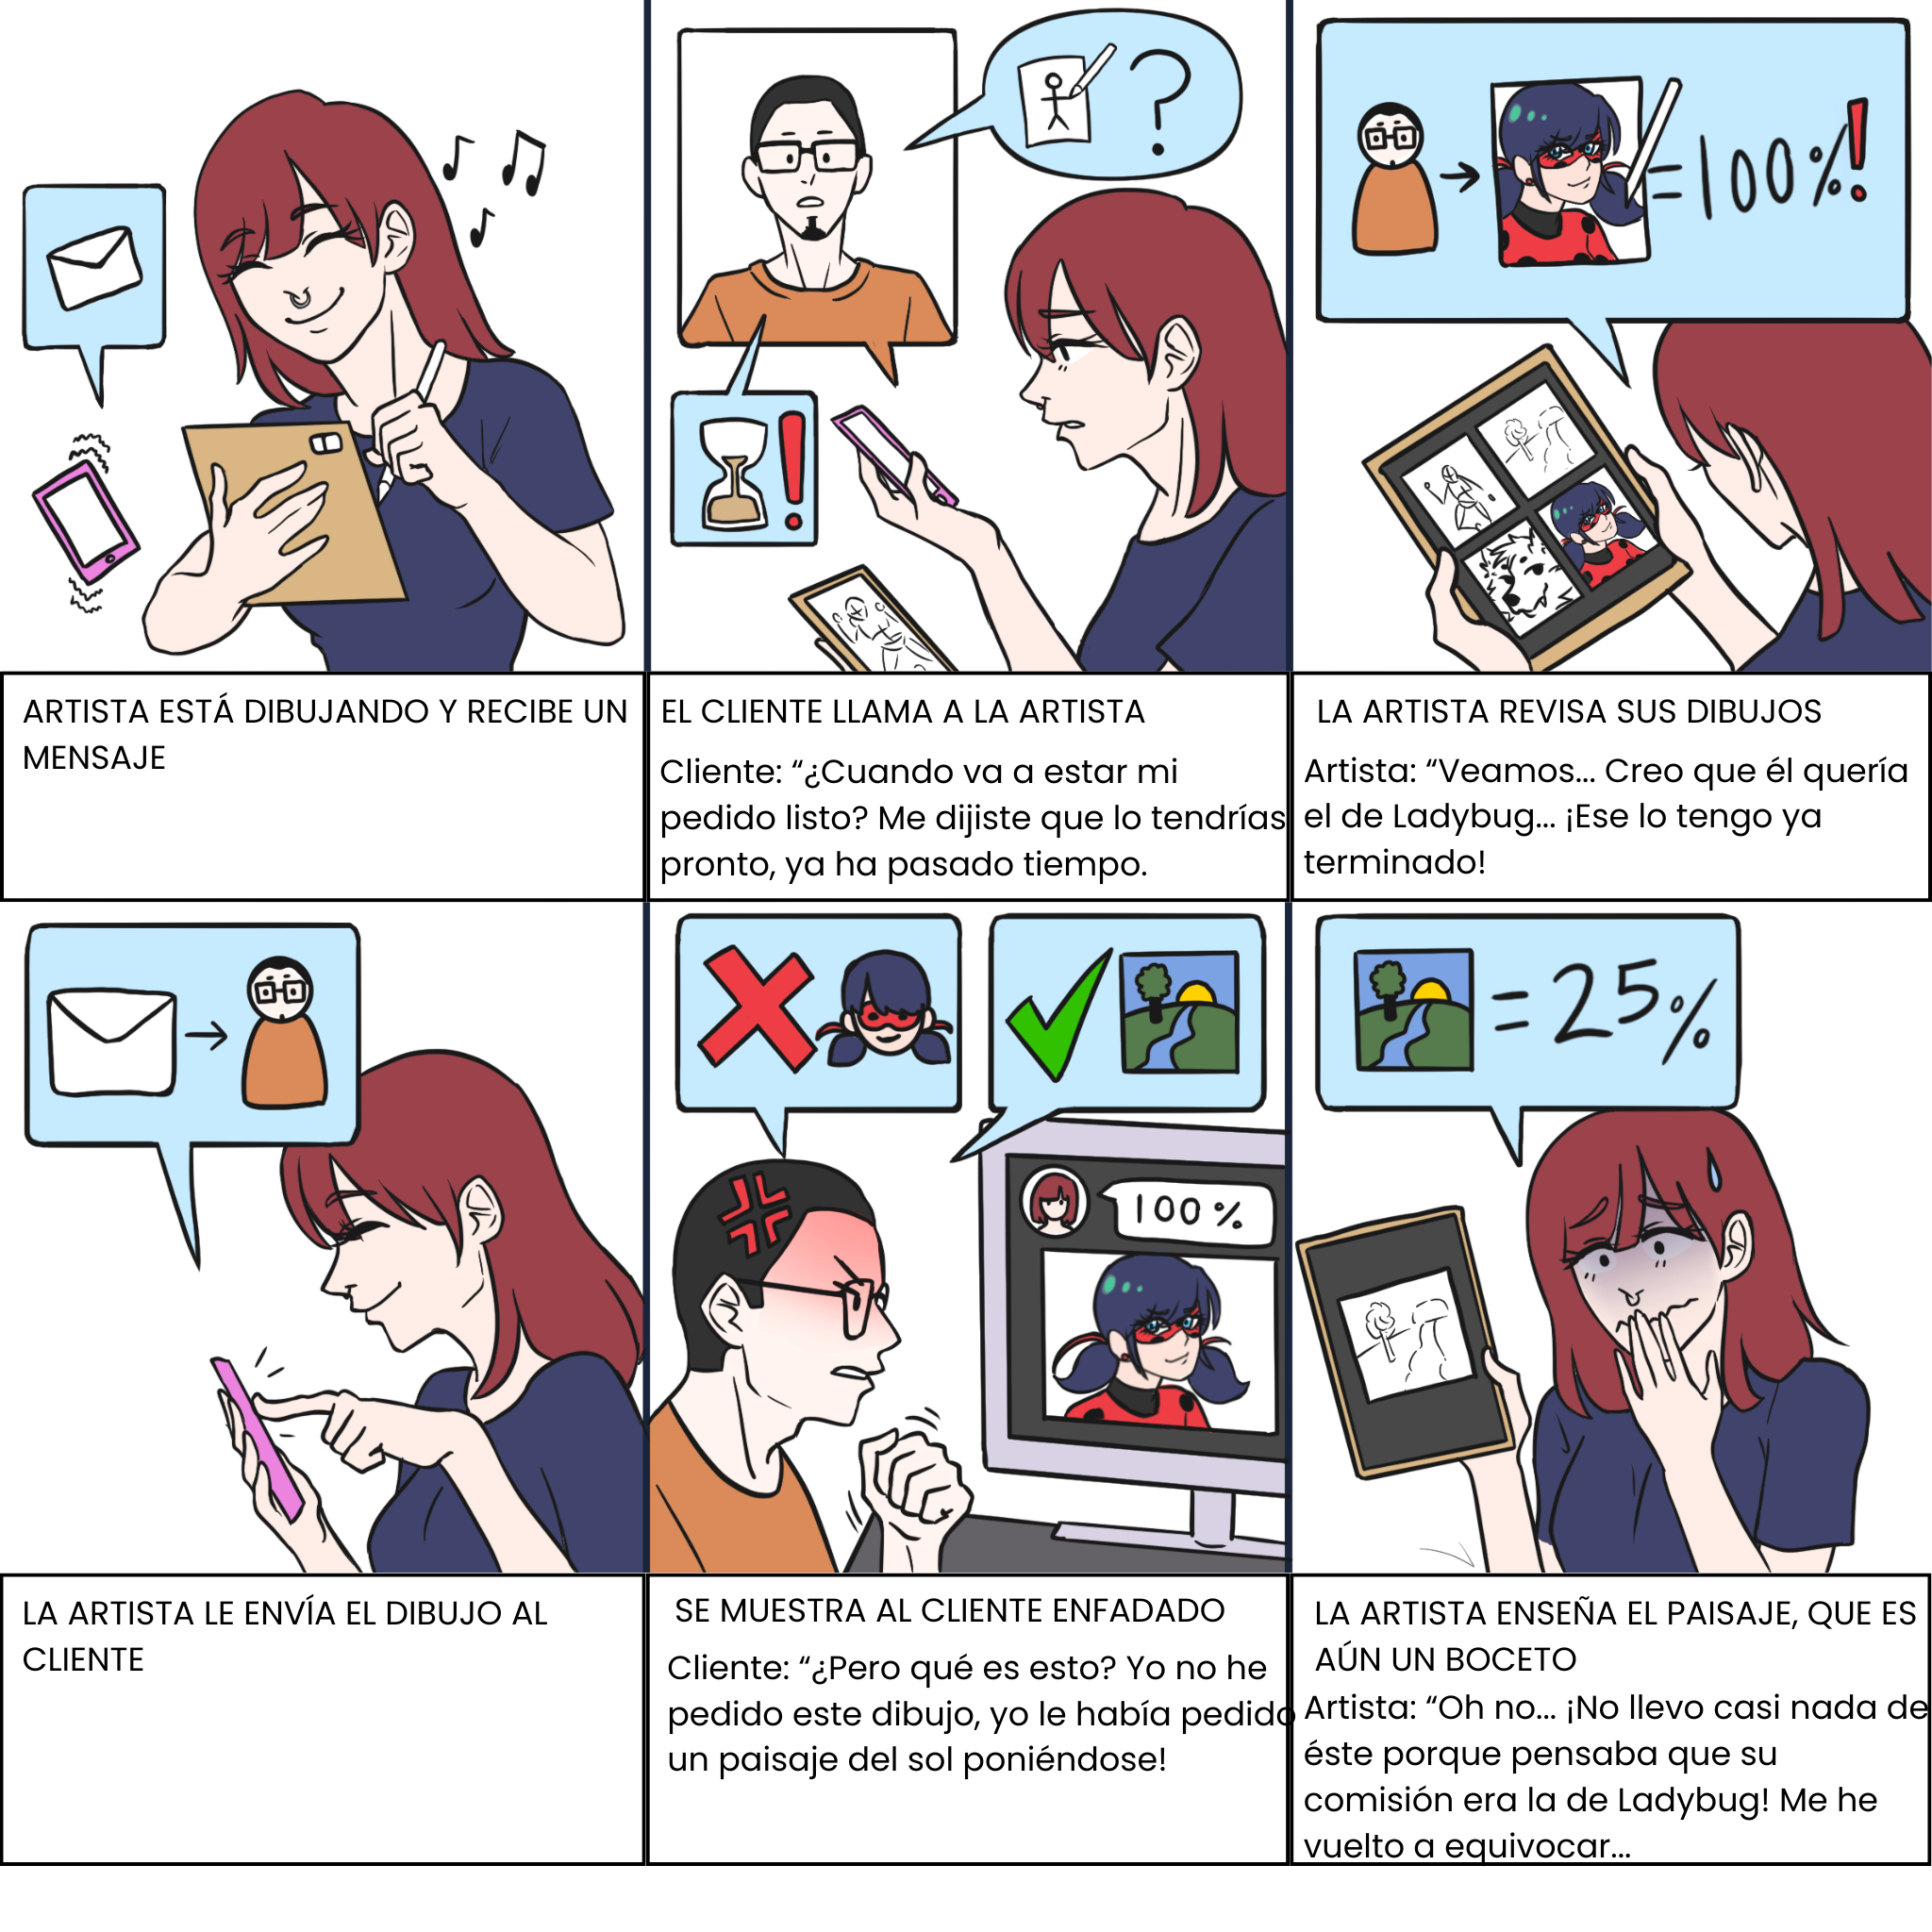 ?
= 100%!
!
ARTISTA ESTÁ DIBUJANDO Y RECIBE UN
MENSAJE
EL CLIENTE LLAMA A LA ARTISTA
Cliente: “¿Cuando va a estar mi
pedido listo? Me dijiste que lo tendrías
pronto, ya ha pasado tiempo.
LA ARTISTA REVISA SUS DIBUJOS
Artista: “Veamos... Creo que él quería
el de Ladybug... ¡Ese lo tengo ya
terminado!
100%
= 25%
LA ARTISTA LE ENVÍA EL DIBUJO AL
CLIENTE
SE MUESTRA AL CLIENTE ENFADADO
Cliente: “¿Pero qué es esto? Yo no he
pedido este dibujo, yo le había pedido
un paisaje del sol poniéndose!
LA ARTISTA ENSEÑA EL PAISAJE, QUE ES
AÚN UN BOCETO
Artista: “Oh no... ¡No llevo casi nada de
éste porque pensaba que su
comisión era la de Ladybug! Me he
vuelto a equivocar...